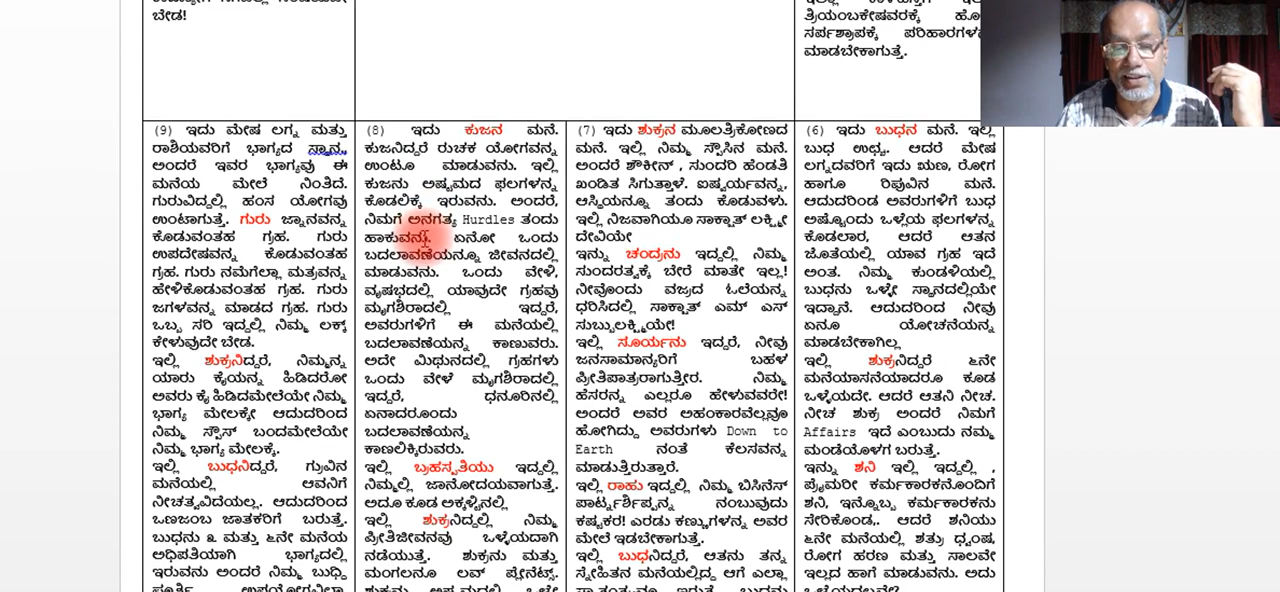 ಬೇಡ!
ತ್ರಿಯಂಬಕೇಷವರಕ್ಕೆ ಹೋ
ಸರ್ಪಶ್ರಾಪಕ್ಕೆ ಪರಿಹಾರಗಳ
ಮಾಡಬೇಕಾಗುತ್ತೆ.
(9) ಇದು ಮೇಷ ಲಗ್ನ ಮತ್ತು
ರಾಶಿಯವರಿಗೆ ಭಾಗ್ಯದ ಸ್ಥಾನ.
ಅಂದರೆ ಇವರ ಭಾಗ್ಯವು ಈ
ಮನೆಯ ಮೇಲೆ ನಿಂತಿದೆ.
ಗುರುವಿದ್ದಲ್ಲಿ ಹಂಸ ಯೋಗವು
ಉಂಟಾಗುತ್ತೆ. ಗುರು ಜ್ನಾನವನ್ನು
ಕೊಡುವಂತಹ ಗ್ರಹ. ಗುರು
ಉಪದೇಷವನ್ನು ಕೊಡುವಂತಹ
ಗ್ರಹ. ಗುರು ನಮಗೆಲ್ಲಾ ಮತ್ರವನ್ನು
ಹೇಳಿಕೊಡುವಂತಹ ಗ್ರಹ. ಗುರು
ಜಗಳವನ್ನು ಮಾಡದ ಗ್ರಹ. ಗುರು
ಒಬ್ಬ ಸರಿ ಇದ್ದಲ್ಲಿ ನಿಮ್ಮ ಲಕ್ಕ್
ಕೇಳುವುದೇ ಬೇಡ.
ಇಲ್ಲಿ ಶುಕ್ರನಿದ್ದರೆ, ನಿಮ್ಮನ್ನು
ಯಾರು ಕೈಯನ್ನು ಹಿಡಿದರೋ
ಅವರು ಕೈ ಹಿಡಿದಮೇಲೆಯೇ ನಿಮ್ಮ
ಭಾಗ್ಯ ಮೇಲಕ್ಕೇ ಆದುದರಿಂದ
ನಿಮ್ಮ ಸ್ಪೌಸ್ ಬಂದಮೇಲೆಯೇ
ನಿಮ್ಮ ಭಾಗ್ಯ ಮೇಲಕ್ಕೆ.
ಇಲ್ಲಿ ಬುಧನಿದ್ದರೆ, ಗ್ರುವಿನ
ಮನೆಯಲ್ಲಿ ಆವನಿಗೆ
ನೀಚತ್ವವಿದೆಯಲ್ಲ. ಆದುದರಿಂದ
ಒಣಜಂಬ ಜಾತಕರಿಗೆ ಬರುತ್ತೆ.
ಬುಧನು ೩ ಮತ್ತು ೬ನೇ ಮನೆಯ
ಅಧಿಪತಿಯಾಗಿ ಭಾಗ್ಯದಲ್ಲಿ
ಇರುವನು ಅಂದರೆ ನಿಮ್ಮ ಬುದ್ಧಿ
(8) ಇದು ಕುಜನ ಮನೆ.
ಕುಜನಿದ್ದರೆ ರುಚಕ ಯೋಗವನ್ನು
ಉಂಟೂ ಮಾಡುವನು. ಇಲ್ಲಿ
ಕುಜನು ಅಷ್ಟಮದ ಫಲಗಳನ್ನು
ಕೊಡಲಿಕ್ಕೆ ಇರುವನು. ಅಂದರೆ,
ನಿಮಗೆ ಅನಗತ್ಯ Hurdles ತಂದು
ಹಾಕುವನು. ಏನೋ ಒಂದು
ಬದಲಾವಣೆಯನ್ನೂ ಜೀವನದಲ್ಲಿ
ಮಾಡುವನು. ಒಂದು ವೇಳೆ,
ವೃಷಭದಲ್ಲಿ ಯಾವುದೇ ಗ್ರಹವು
ಮೃಗಶಿರಾದಲ್ಲಿ ಇದ್ದರೆ,
ಅವರುಗಳಿಗೆ ಈ ಮನೆಯಲ್ಲಿ
ಬದಲಾವಣೆಯನ್ನು ಕಾಣುವರು.
ಅದೇ ಮಿಥುನದಲ್ಲಿ ಗ್ರಹಗಳು
ಒಂದು ವೇಳೆ ಮೃಗಶಿರಾದಲ್ಲಿ
ಇದ್ದರೆ, ಧನೂರಿನಲ್ಲಿ
ಏನಾದರೂಂದು
ಬದಲಾವಣೆಯನ್ನು
ಕಾಣಲಿಕ್ಕಿರುವರು.
ಇಲ್ಲಿ ಬ್ರಹಸ್ಪತಿಯು ಇದ್ದಲ್ಲಿ
ನಿಮ್ಮಲ್ಲಿ ಜಾನೋದಯವಾಗುತ್ತೆ.
ಅದೂ ಕೂಡ ಅಕ್ಕಳ್ಟಿನಲ್ಲಿ
ಇಲ್ಲಿ ಶುಕ್ರನಿದ್ದಲ್ಲಿ ನಿಮ್ಮ
ಪ್ರೀತಿಜೀವನವು ಒಳ್ಳೆಯದಾಗಿ
ನಡೆಯುತ್ತೆ. ಶುಕ್ರನು ಮತ್ತು
ಮಂಗಲನೂ ಲವ್ ಪ್ಲೇನೆಟ್ಸ್.
(7) ಇದು ಶುಕ್ರನ ಮೂಲತ್ರಿಕೋಣದ
ಮನೆ. ಇಲ್ಲಿ ನಿಮ್ಮ ಸ್ಪೌಸಿನ ಮನೆ.
ಅಂದರೆ ಶೌಕೀನ್ , ಸುಂದರಿ ಹೆಂಡತಿ
ಖಂಡಿತ ಸಿಗುತ್ತಾಳೆ. ಐಷ್ವರ್ಯವನ್ನು,
ಆಸ್ತಿಯನ್ನೂ ತಂದು ಕೊಡುವಳು.
ಇಲ್ಲಿ ನಿಜವಾಗಿಯೂ ಸಾಕ್ಷಾತ್ ಲಕ್ಷ್ಮೀ
ದೇವಿಯೇ
ಇನ್ನು ಚಂದ್ರನು ಇದ್ದಲ್ಲಿ ನಿಮ್ಮ
ಸುಂದರತ್ವಕ್ಕೆ ಬೇರೆ ಮಾತೇ ಇಲ್ಲ!
ನೀವೊಂದು ವಜ್ರದ ಓಲೆಯನ್ನು
ಧರಿಸಿದಲ್ಲಿ ಸಾಕ್ಷಾತ್ ಎಮ್ ಎಸ್
ಸುಬ್ಬುಲಕ್ಷ್ಮಿಯೇ!
ಇಲ್ಲಿ ಸೂರ್ಯನು ಇದ್ದರೆ, ನೀವು
ಜನಸಾಮಾನ್ಯರಿಗೆ ಬಹಳ
ಪ್ರೀತಿಪಾತ್ರರಾಗುತ್ತೀರ. ನಿಮ್ಮ
ಹೆಸರನ್ನು ಎಲ್ಲರೂ ಹೇಳುವವರೇ!
ಅಂದರೆ ಅವರ ಅಹಂಕಾರವೆಲ್ಲವೂ
ಹೋಗಿದ್ದು ಅವರುಗಳು Down to
Earth ನಂತೆ ಕೆಲಸವನ್ನು
ಮಾಡುತ್ತಿರುತ್ತಾರೆ.
ಇಲ್ಲಿ ರಾಹು ಇದ್ದಲ್ಲಿ ನಿಮ್ಮ ಬಿಸಿನೆಸ್
ಪಾರ್ಟ್ನರ್ಶಿಪ್ಪನ್ನು ನಂಬುವುದು
ಕಷ್ಟಕರ! ಎರಡು ಕಣ್ಣುಗಳನ್ನು ಅವರ
ಮೇಲೆ ಇಡಬೇಕಾಗುತ್ತೆ.
ಇಲ್ಲಿ ಬುಧನಿದ್ದರೆ, ಆತನು ತನ್ನ
ಸ್ನೇಹಿತನ ಮನೆಯಲ್ಲಿದ್ದ ಆಗೆ ಎಲ್ಲಾ
(6) ಇದು ಬುಧನ ಮನೆ. ಇಲ್ಲಿ
ಬುಧ ಉಛ್ಛ. ಆದರೆ ಮೇಷ
ಲಗ್ನದವರಿಗೆ ಇದು ಋಣ, ರೋಗ
ಹಾಗೂ ರಿಪುವಿನ ಮನೆ.
ಆದುದರಿಂಡ ಅವರುಗಳಿಗೆ ಬುಧ
ಅಷ್ಟೊಂದು ಒಳ್ಳೆಯ ಫಲಗಳನ್ನು
ಕೊಡಲಾರ, ಆದರೆ ಆತನ
ಜೊತೆಯಲ್ಲಿ ಯಾವ ಗ್ರಹ ಇದೆ
ಅಂತ. ನಿಮ್ಮ ಕುಂಡಳಿಯಲ್ಲಿ
ಬುಧನು ಒಳ್ಳೇ ಸ್ಥಾನದಲ್ಲಿಯೇ
ಇದ್ದಾನೆ. ಆದುದರಿಂದ ನೀವು
ಏನೂ ಯೋಚನೆಯನ್ನು
ಮಾಡಬೇಕಾಗಿಲ್ಲ
ಇಲ್ಲಿ ಶುಕ್ರನಿದ್ದರೆ ೬ನೇ
ಮನೆಯಾಸನೆಯಾದರೂ ಕೂಡ
ಒಳ್ಳೆಯದೇ. ಆದರೆ ಆತನಿ ನೀಚ.
ನೀಚ ಶುಕ್ರ ಅಂದರೆ ನಿಮಗೆ
Affairs ಇದೆ ಎಂಬುದು ನಮ್ಮ
ಮಂಡೆಯೊಳಗ ಬರುತ್ತೆ.
ಇನ್ನು ಶನಿ ಇಲ್ಲಿ ಇದ್ದಲ್ಲಿ ,
ಪ್ರೈಮರೀ ಕರ್ಮಕಾರಕನೊಂದಿಗೆ
ಶನಿ, ಇನ್ನೊಬ್ಬ ಕರ್ಮಕಾರಕನು
ಸೇರಿಕೊಂಡ,. ಆದರೆ ಶನಿಯು
೬ನೇ ಮನೆಯಲ್ಲಿ ಶತ್ರು ಧ್ವಂಷ,
ರೋಗ ಹರಣ ಮತ್ತು ಸಾಲವೇ
ಇಲ್ಲದ ಹಾಗೆ ಮಾಡುವನು. ಅದು